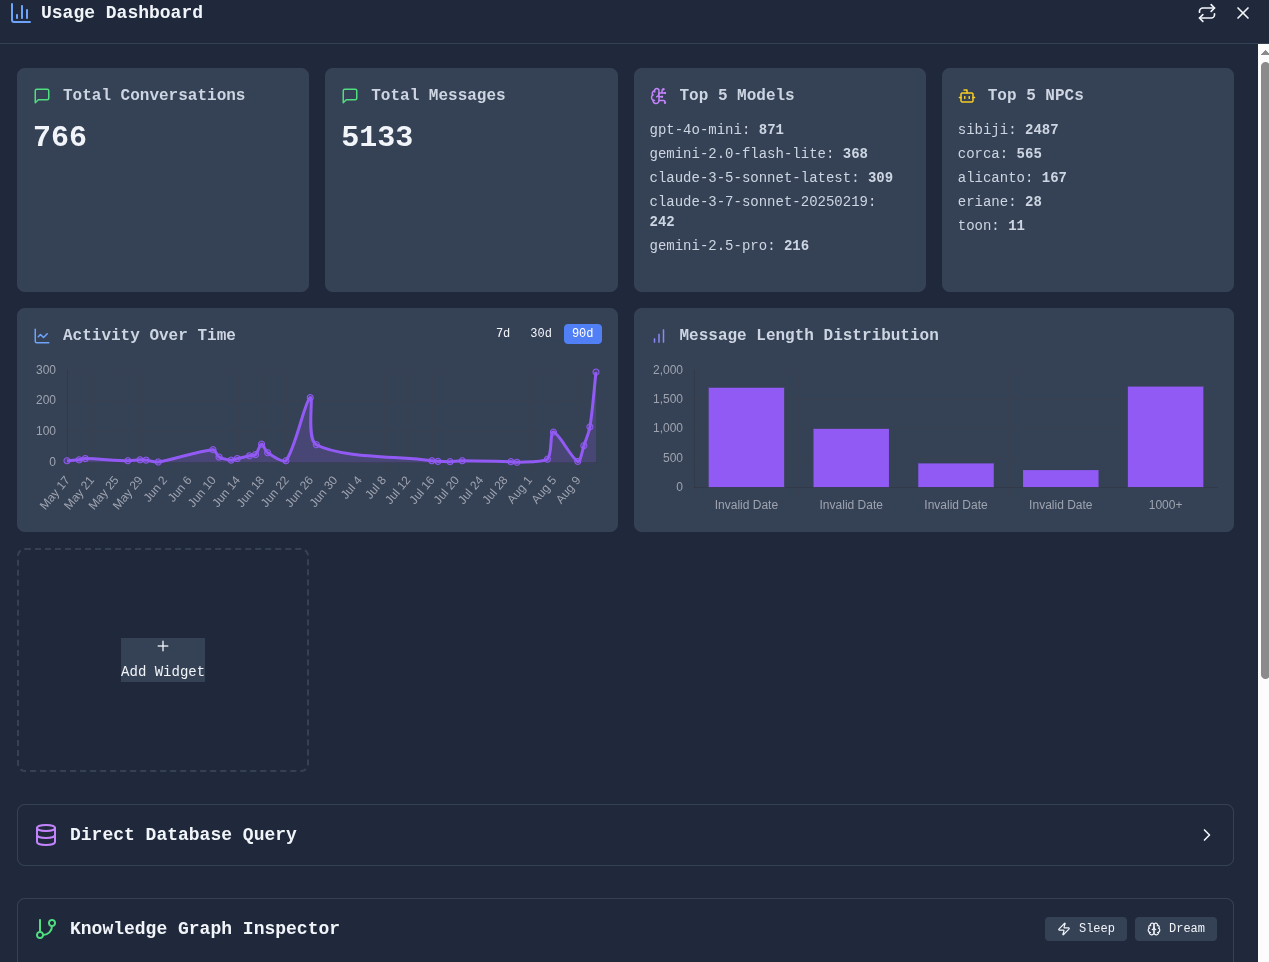 Usage Dashboard
Total Conversations
766
Total Messages
5133
Top 5 Models
gpt-4o-mini: 871
gemini-2.0-flash-lite: 368
claude-3-5-sonnet-latest: 309
claude-3-7-sonnet-20250219:
242
gemini-2.5-pro: 216
Top 5 NPCs
sibiji: 2487
corca: 565
alicanto: 167
eriane: 28
toon: 11
Activity Over Time
7d 30d 90d
300
200
100
0
May 17 May 21 May 25 May 29 Jun 2 Jun 6 Jun 10 Jun 14 Jun 18 Jun 22 Jun 26 Jun 30 Jul 4 Jul 8 Jul 12 Jul 16 Jul 20 Jul 24 Jul 28 Aug 1 Aug 5 Aug 9
Message Length Distribution
2,000
1,500
1,000
500
0
Invalid Date Invalid Date Invalid Date Invalid Date 1000+
Add Widget
Direct Database Query
Knowledge Graph Inspector
Sleep Dream